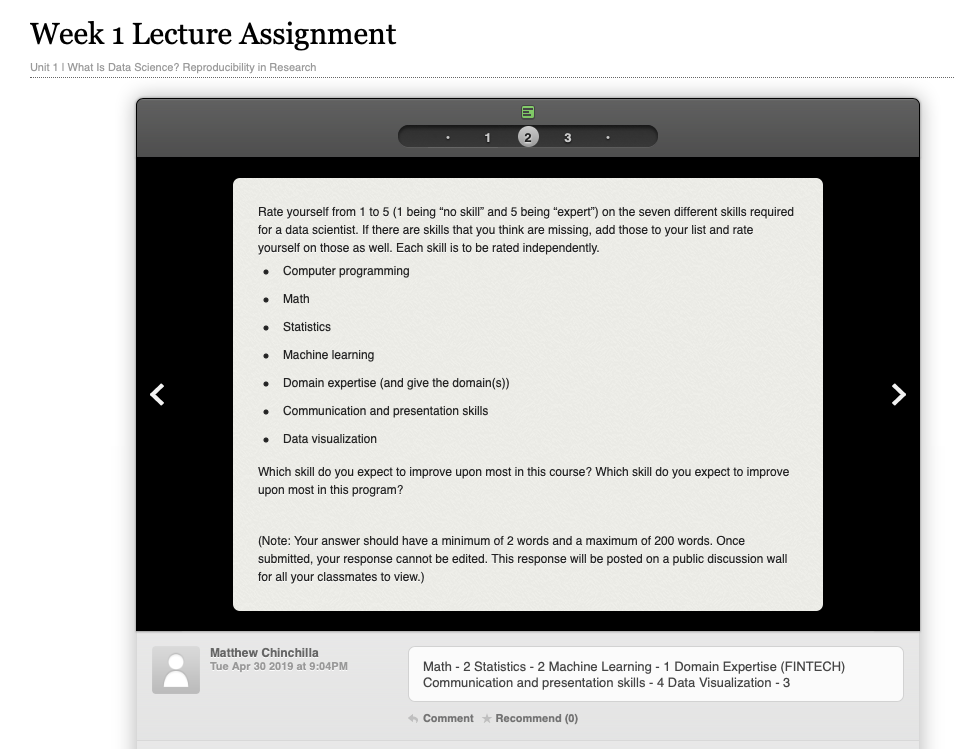 Week 1 Lecture Assignment
Unit 1 | What Is Data Science? Reproducibility in Research
1 2 3
Rate yourself from 1 to 5 (1 being “no skill” and 5 being “expert”) on the seven different skills required
for a data scientist. If there are skills that you think are missing, add those to your list and rate
yourself on those as well. Each skill is to be rated independently.
● Computer programming
● Math
● Statistics
● Machine learning
● Domain expertise (and give the domain(s))
● Communication and presentation skills
● Data visualization
Which skill do you expect to improve upon most in this course? Which skill do you expect to improve
upon most in this program?
(Note: Your answer should have a minimum of 2 words and a maximum of 200 words. Once
submitted, your response cannot be edited. This response will be posted on a public discussion wall
for all your classmates to view.)
Matthew Chinchilla
Tue Apr 30 2019 at 9:04PM
Math - 2 Statistics - 2 Machine Learning - 1 Domain Expertise (FINTECH)
Communication and presentation skills - 4 Data Visualization - 3
Comment Recommend (0)